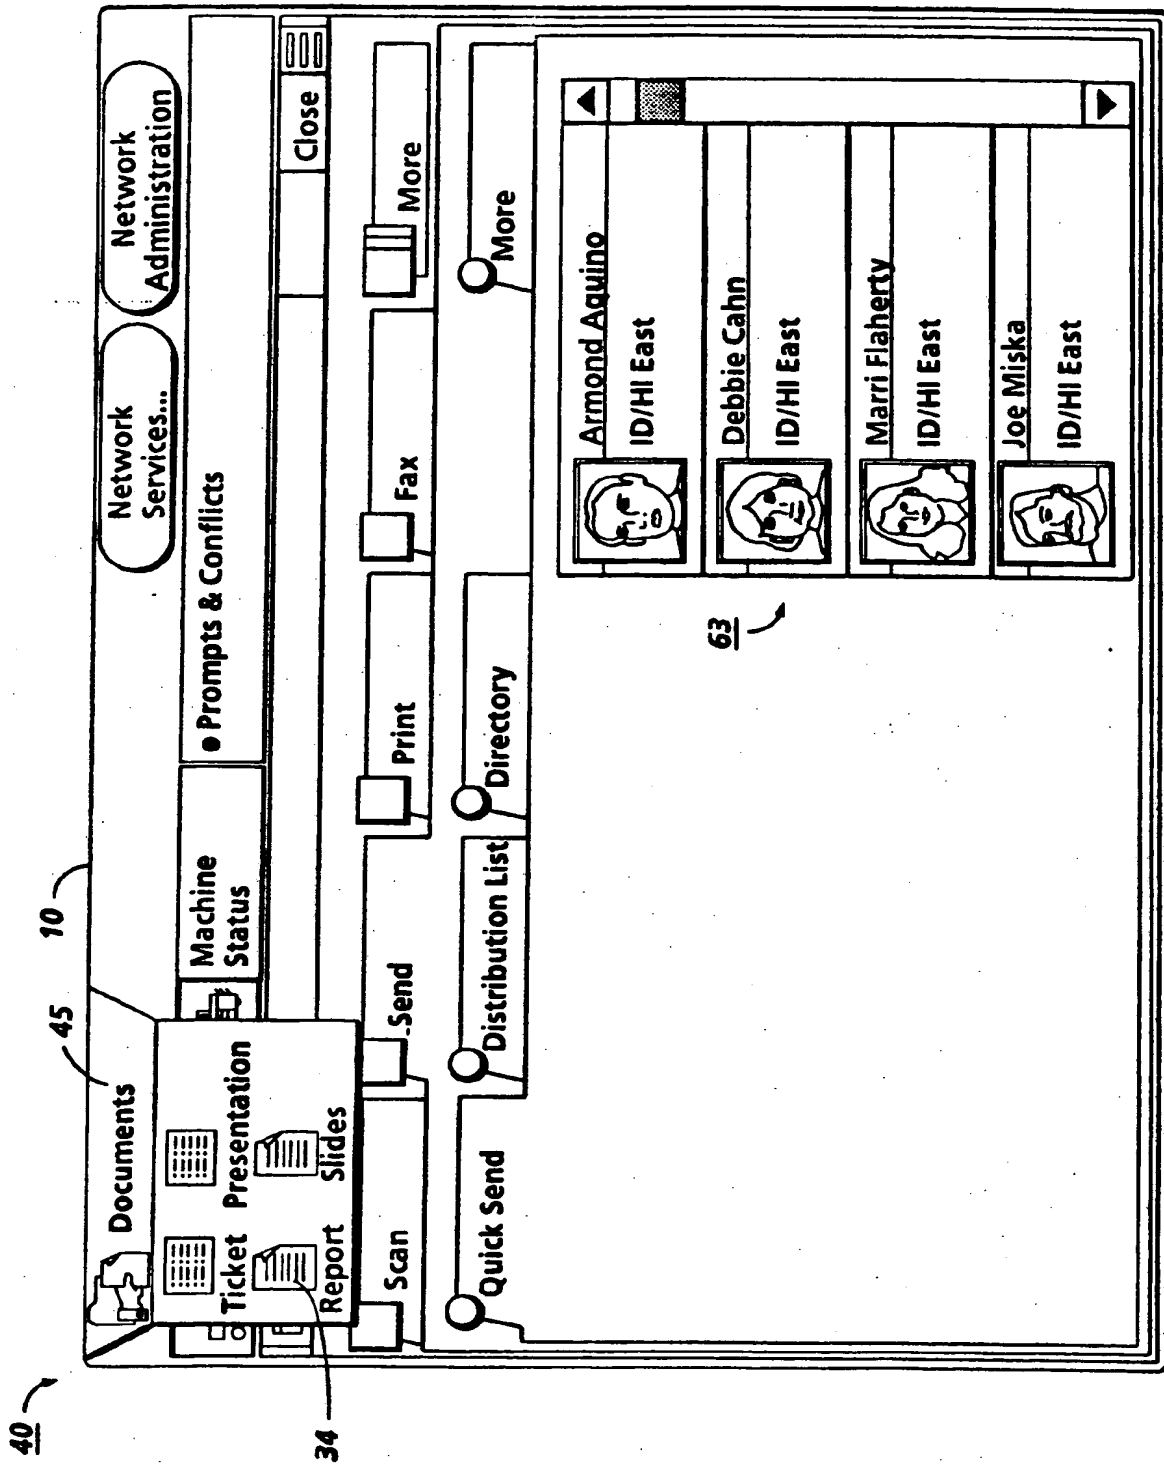 40
10
45
Documents
Network
Services...
Network
Administration
Ticket
Presentation
Report
Slides
34
Machine
Status
● Prompts & Conflicts
Close
Scan
Send
Print
Fax
More
Quick Send
Distribution List
Directory
More
63
Armond Aquino
ID/HI East
Debbie Cahn
ID/HI East
Marri Flaherty
ID/HI East
Joe Miska
ID/HI East